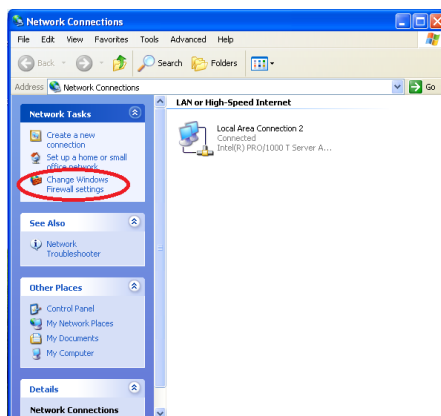 Network Connections
File Edit View Favorites Tools Advanced Help
Back Search Folders
Address Network Connections Go
Network Tasks
Create a new
connection
Set up a home or small
office network
Change Windows
Firewall settings
See Also
Network
Troubleshooter
Other Places
Control Panel
My Network Places
My Documents
My Computer
Details
Network Connections
LAN or High-Speed Internet
Local Area Connection 2
Connected
Intel(R) PRO/1000 T Server A...